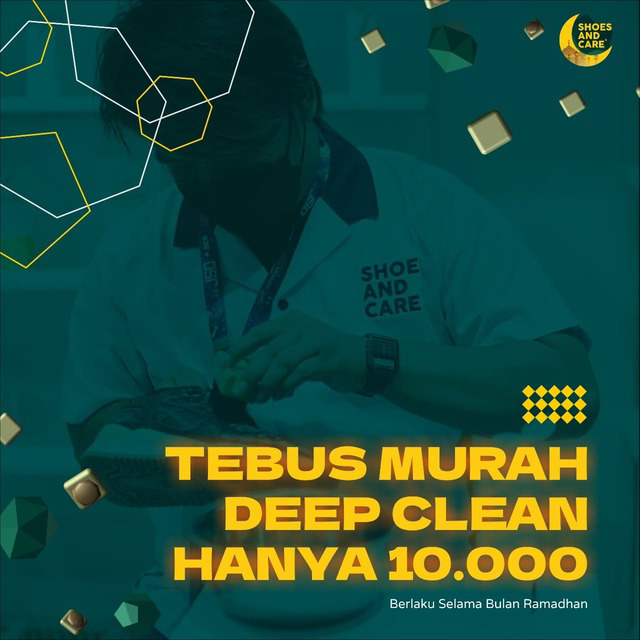 SHOES
AND
CARE
SHOE
AND
CARE
TEBUS MURAH
DEEP CLEAN
HANYA 10.000
Berlaku Selama Bulan Ramadhan